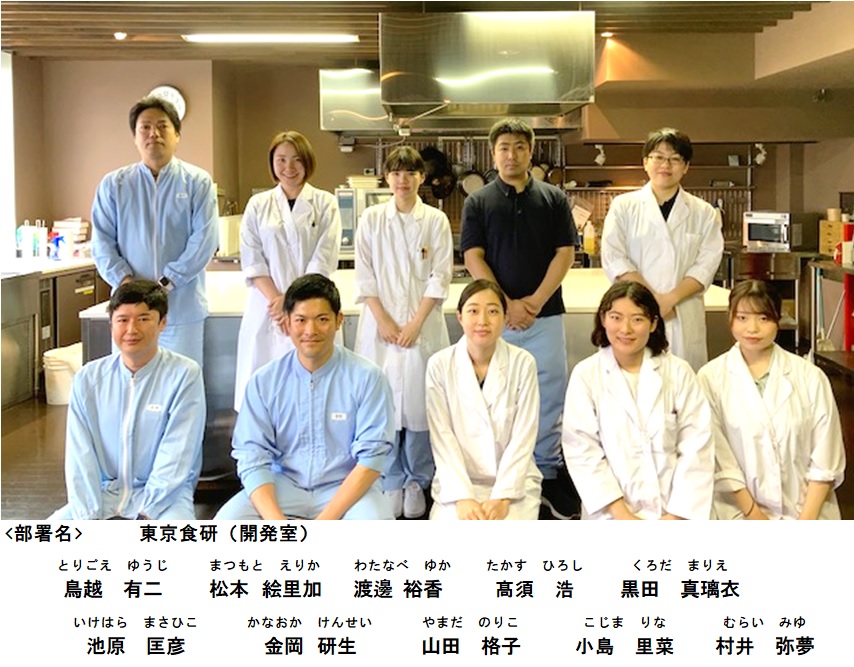 <部署名> 東京食研（開発室）
とりごえ ゆうじ まつもと えりか わたなべ ゆか たかす ひろし くろだ まりえ
鳥越 有二 松本 絵里加 渡邊 裕香 髙須 浩 黒田 真璃衣
いけはら まさひこ かなおか けんせい やまだ のりこ こじま りな むらい みゆ
池原 匡彦 金岡 研生 山田 格子 小島 里菜 村井 弥夢